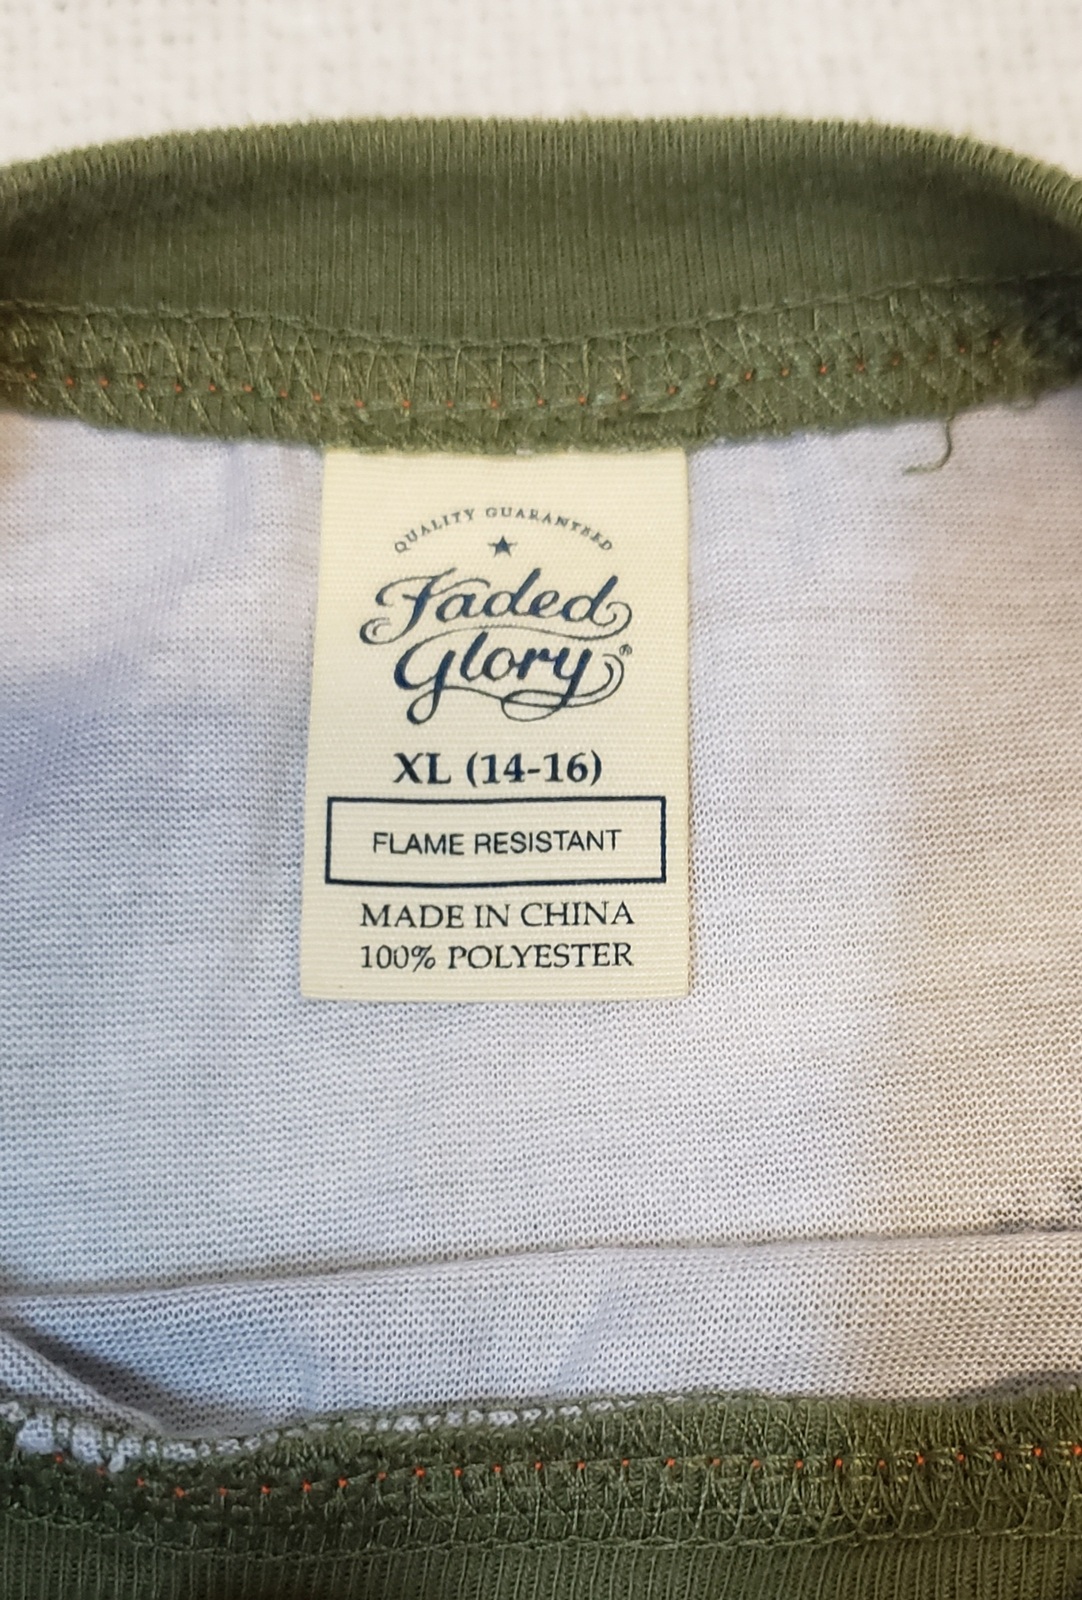 QUALITY GUARANTEED
Faded
Glory®
XL (14-16)
FLAME RESISTANT
MADE IN CHINA
100% POLYESTER